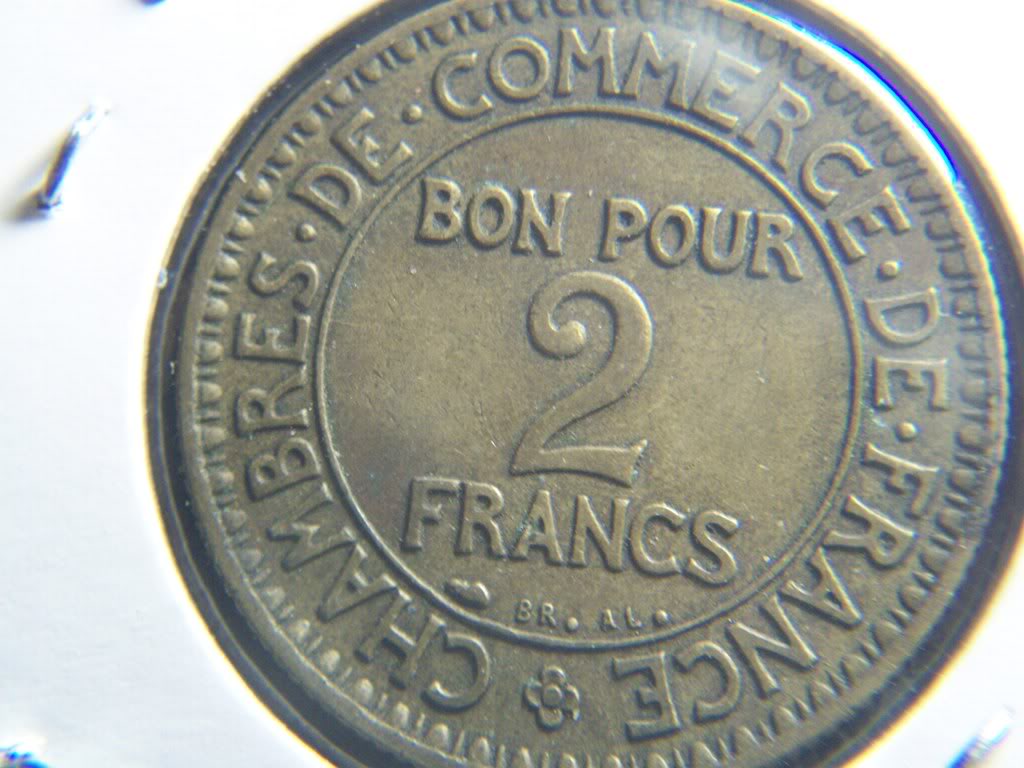 CHAMBRES · DE · COMMERCE · DE · FRANCE
BON POUR
2
FRANCS
BR. AL.